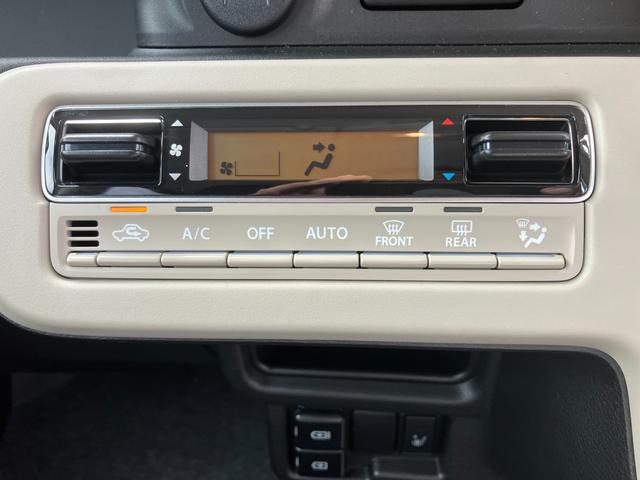 A/C OFF AUTO FRONT REAR